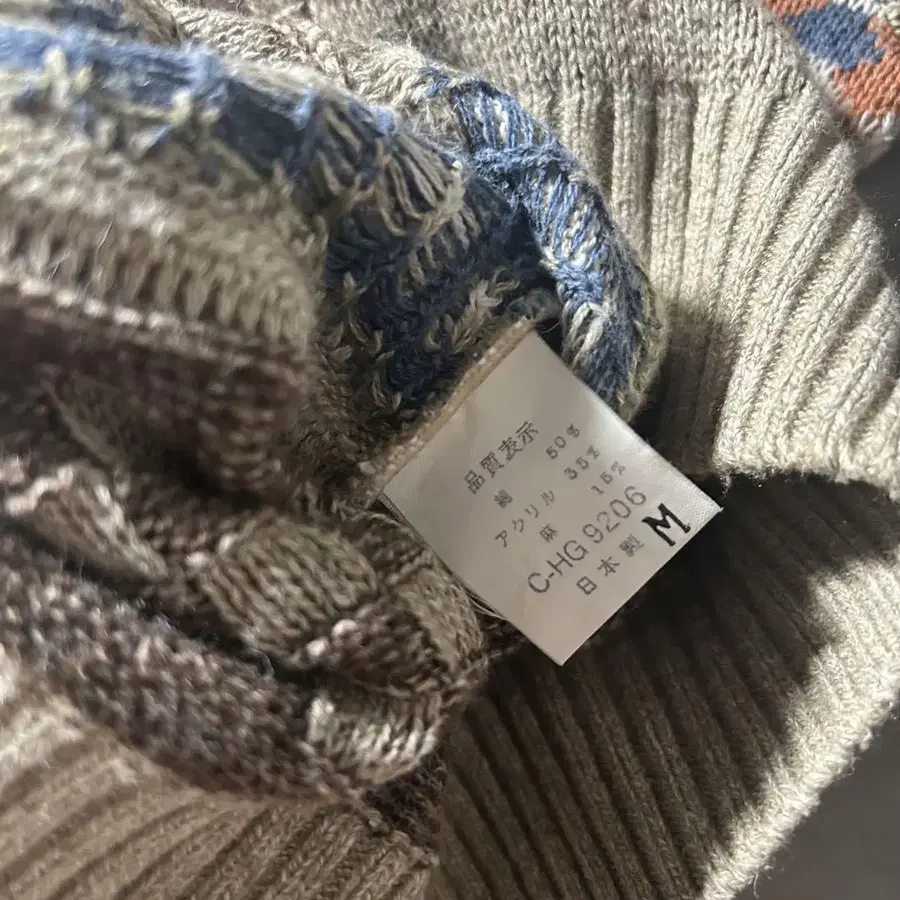 品質表示
綿 50%
アクリル 35%
麻 15%
C-HG9206
日本製 M